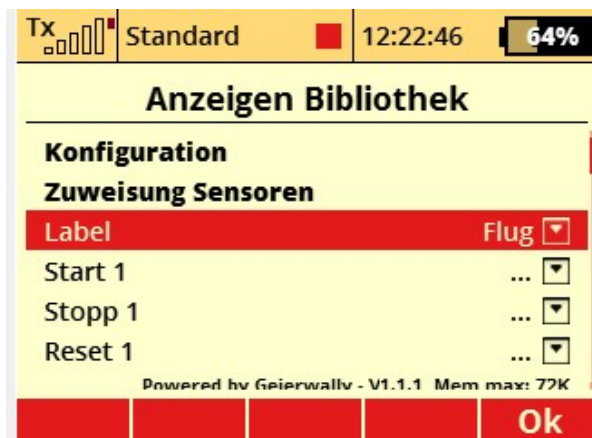 Tx Standard 12:22:46 64%
Anzeigen Bibliothek
Konfiguration
Zuweisung Sensoren
Label Flug
Start 1 ...
Stopp 1 ...
Reset 1 ...
Powered by Geierwally - V1.1.1 Mem max: 72K
Ok